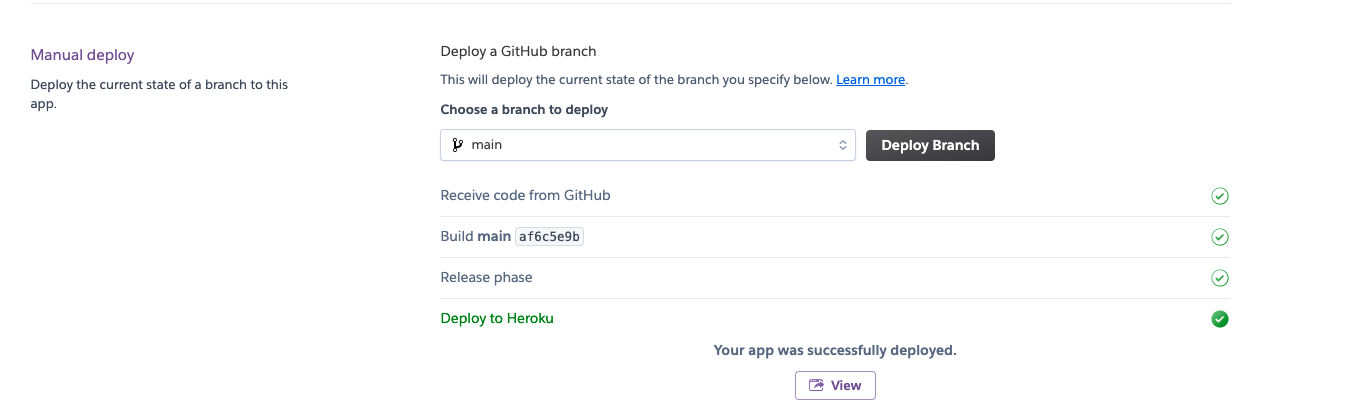 Manual deploy
Deploy the current state of a branch to this
app.
Deploy a GitHub branch
This will deploy the current state of the branch you specify below. Learn more.
Choose a branch to deploy
main
Deploy Branch
Receive code from GitHub
Build main af6c5e9b
Release phase
Deploy to Heroku
Your app was successfully deployed.
View